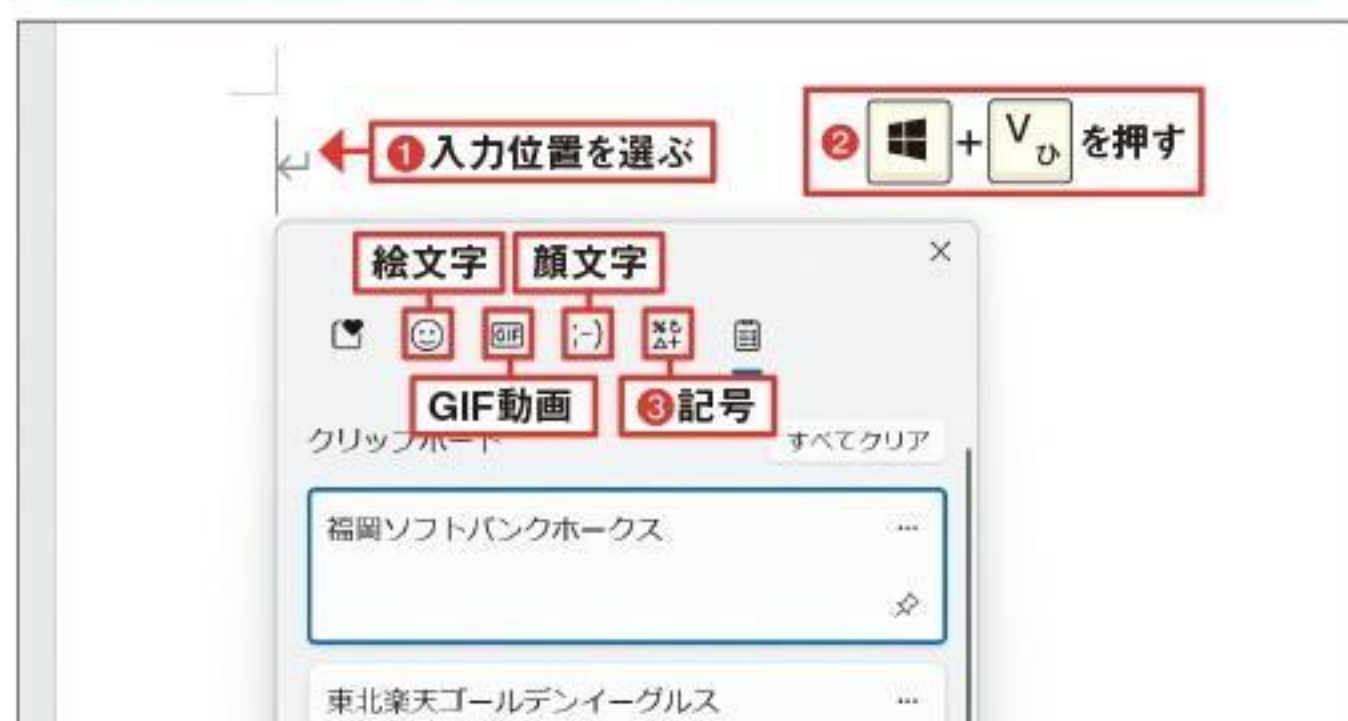 ❶入力位置を選ぶ
❷ + V ひ を押す
絵文字 顔文字
GIF ;-)
GIF動画 ❸記号
クリップボード すべてクリア
福岡ソフトバンクホークス
東北楽天ゴールデンイーグルス